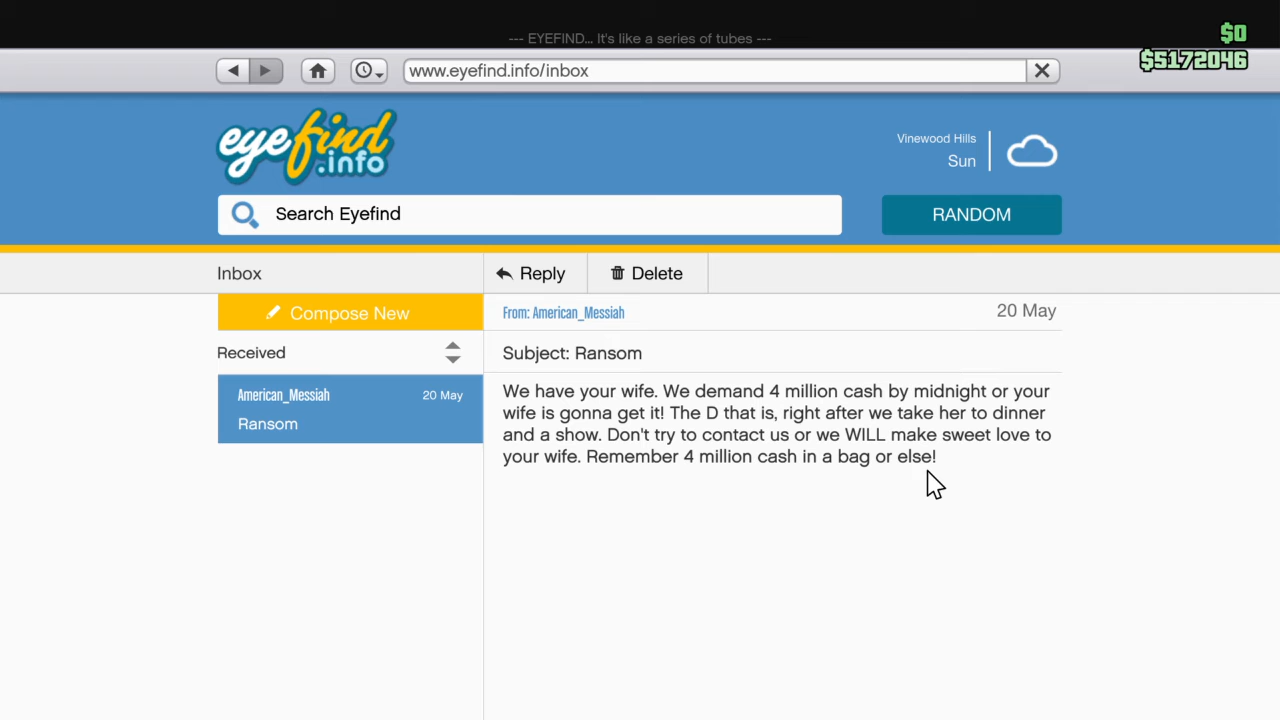 --- EYEFIND... It's like a series of tubes ---
$0
$5172046
www.eyefind.info/inbox
eyefind.info
Vinewood Hills
Sun
Search Eyefind
RANDOM
Inbox
Reply
Delete
Compose New
From: American_Messiah
20 May
Received
Subject: Ransom
American_Messiah
20 May
Ransom
We have your wife. We demand 4 million cash by midnight or your
wife is gonna get it! The D that is, right after we take her to dinner
and a show. Don't try to contact us or we WILL make sweet love to
your wife. Remember 4 million cash in a bag or else!